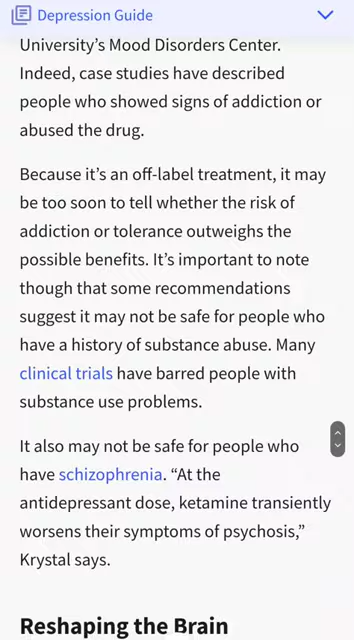 Depression Guide
University’s Mood Disorders Center.
Indeed, case studies have described
people who showed signs of addiction or
abused the drug.
Because it’s an off-label treatment, it may
be too soon to tell whether the risk of
addiction or tolerance outweighs the
possible benefits. It’s important to note
though that some recommendations
suggest it may not be safe for people who
have a history of substance abuse. Many
clinical trials have barred people with
substance use problems.
It also may not be safe for people who
have schizophrenia. “At the
antidepressant dose, ketamine transiently
worsens their symptoms of psychosis,”
Krystal says.
Reshaping the Brain